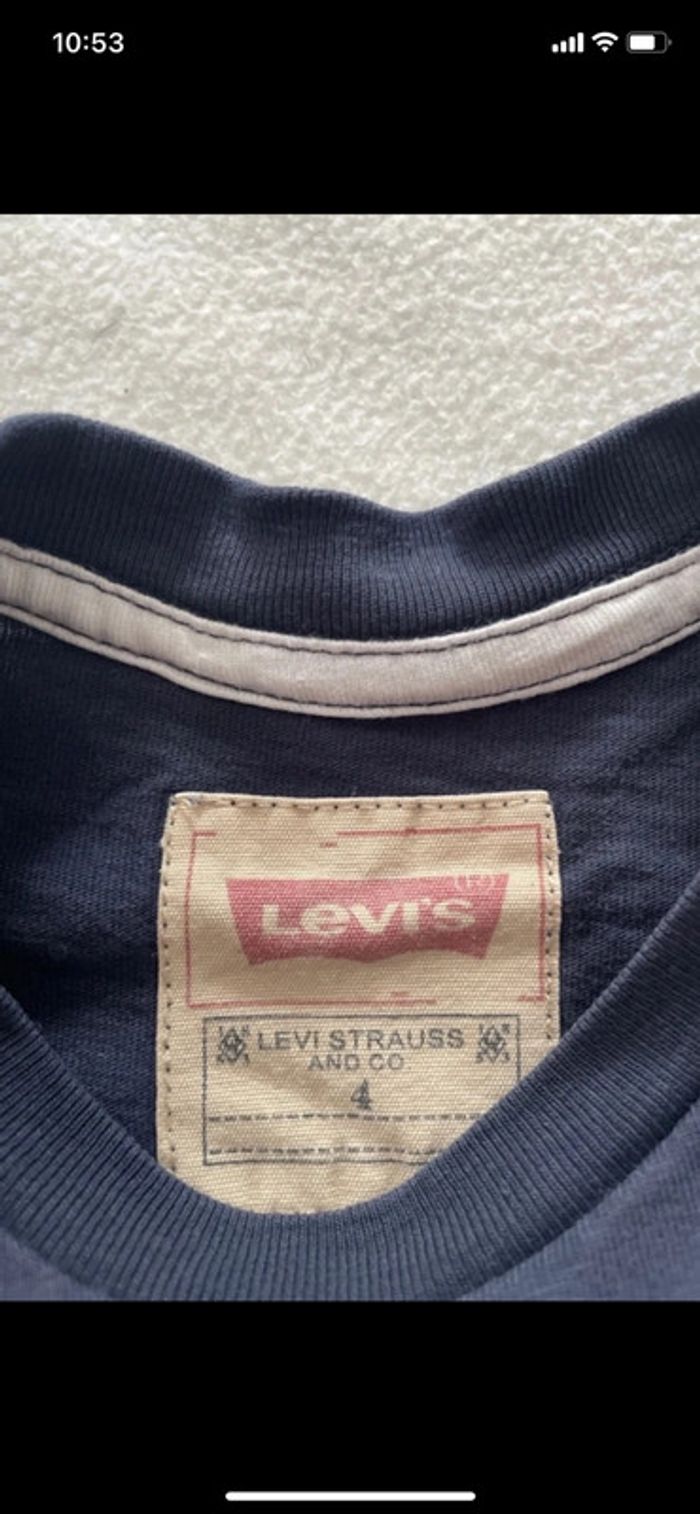 10:53
Levi's
LEVI STRAUSS
AND CO.
4